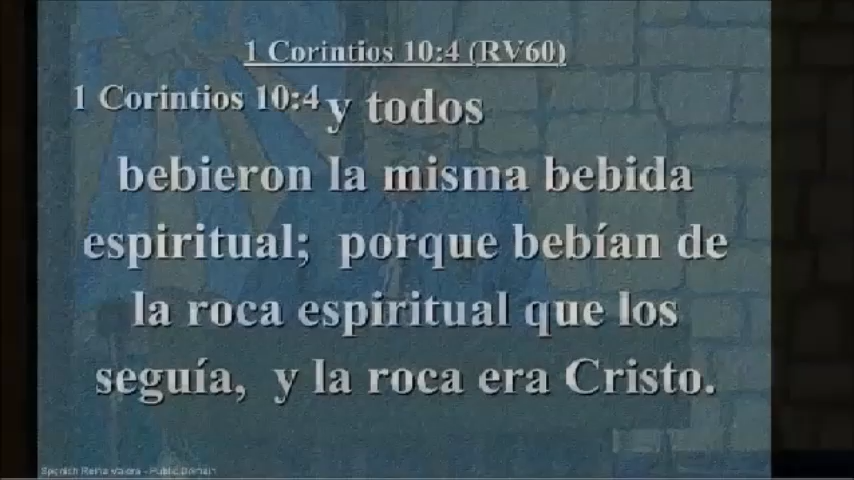 1 Corintios 10:4 (RV60)
1 Corintios 10:4 y todos
bebieron la misma bebida
espiritual; porque bebían de
la roca espiritual que los
seguía, y la roca era Cristo.
Spanish Reina Valera - Public Domain